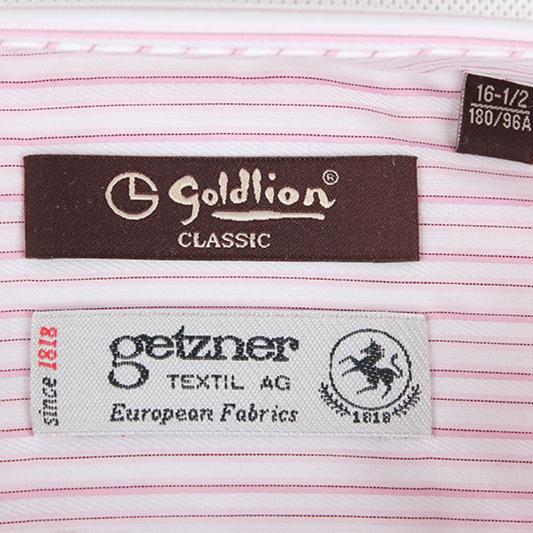 16-1/2
180/96A
Goldlion®
CLASSIC
since 1818
getzner
TEXTIL AG
European Fabrics
1818